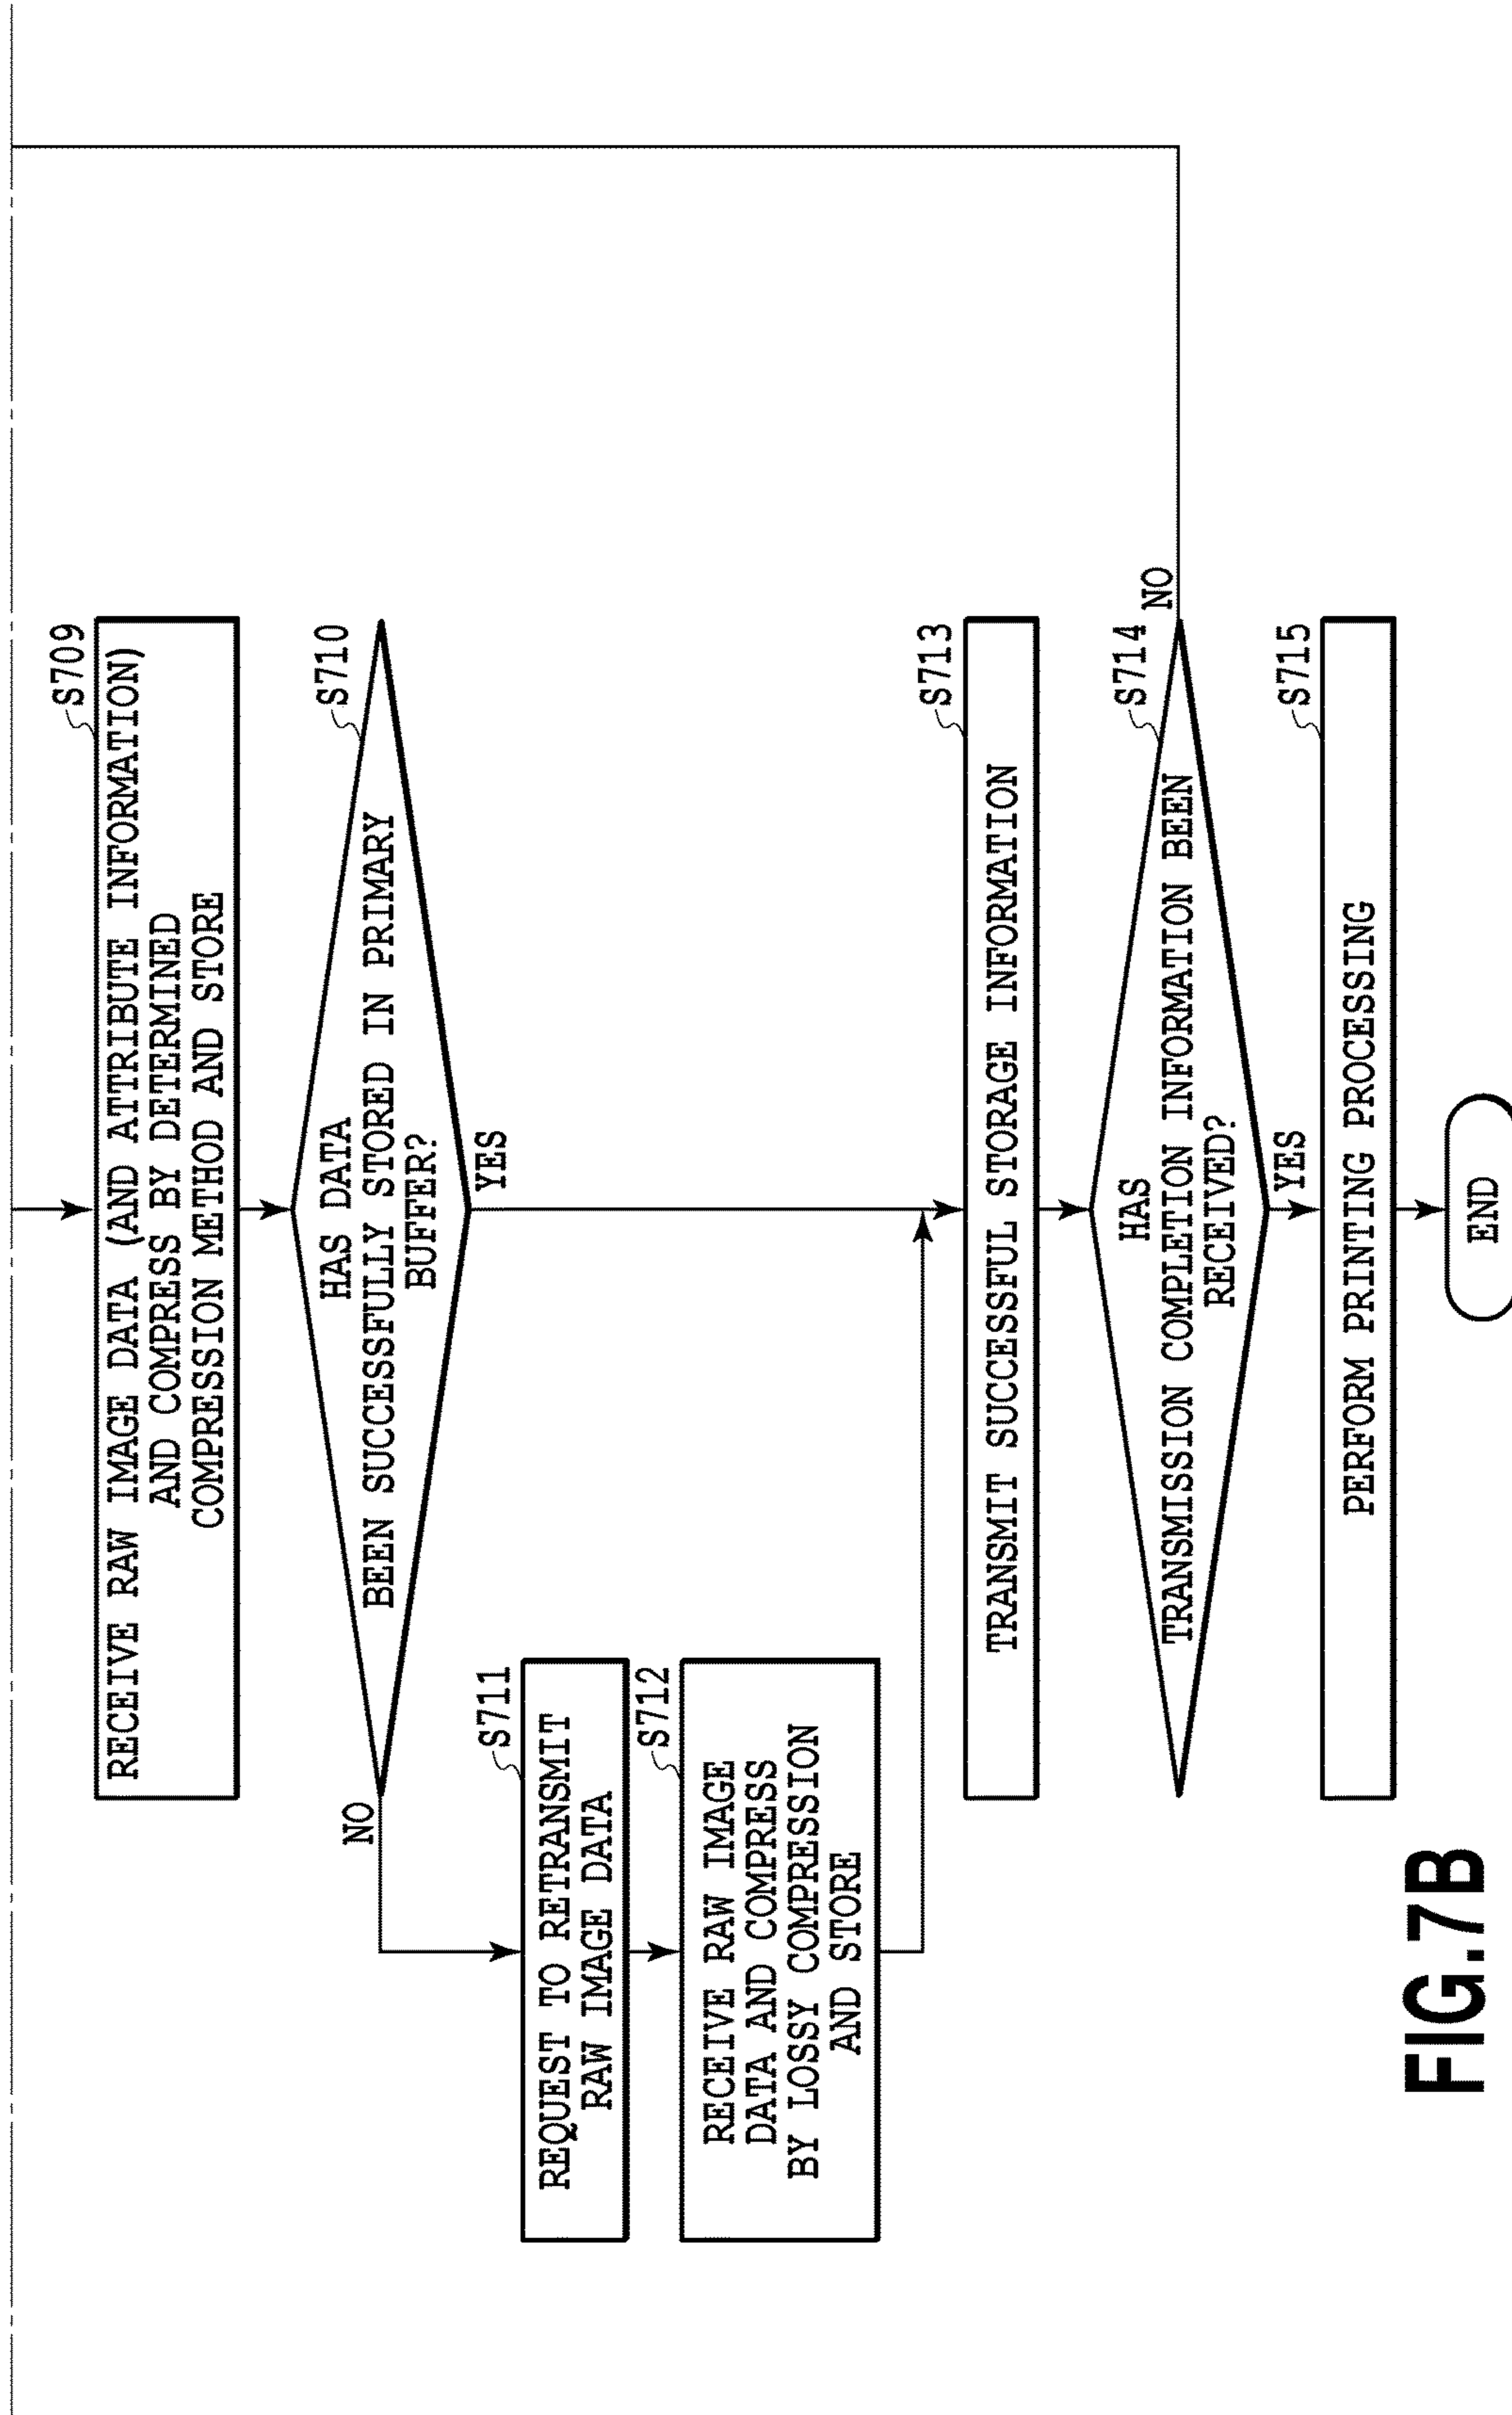 S709
RECEIVE RAW IMAGE DATA (AND ATTRIBUTE INFORMATION)
AND COMPRESS BY DETERMINED
COMPRESSION METHOD AND STORE
S710
HAS DATA
BEEN SUCCESSFULLY STORED IN PRIMARY
BUFFER?
NO
YES
S711
REQUEST TO RETRANSMIT
RAW IMAGE DATA
S712
RECEIVE RAW IMAGE
DATA AND COMPRESS
BY LOSSY COMPRESSION
AND STORE
S713
TRANSMIT SUCCESSFUL STORAGE INFORMATION
S714
HAS
TRANSMISSION COMPLETION INFORMATION BEEN
RECEIVED?
NO
YES
S715
PERFORM PRINTING PROCESSING
END
FIG.7B